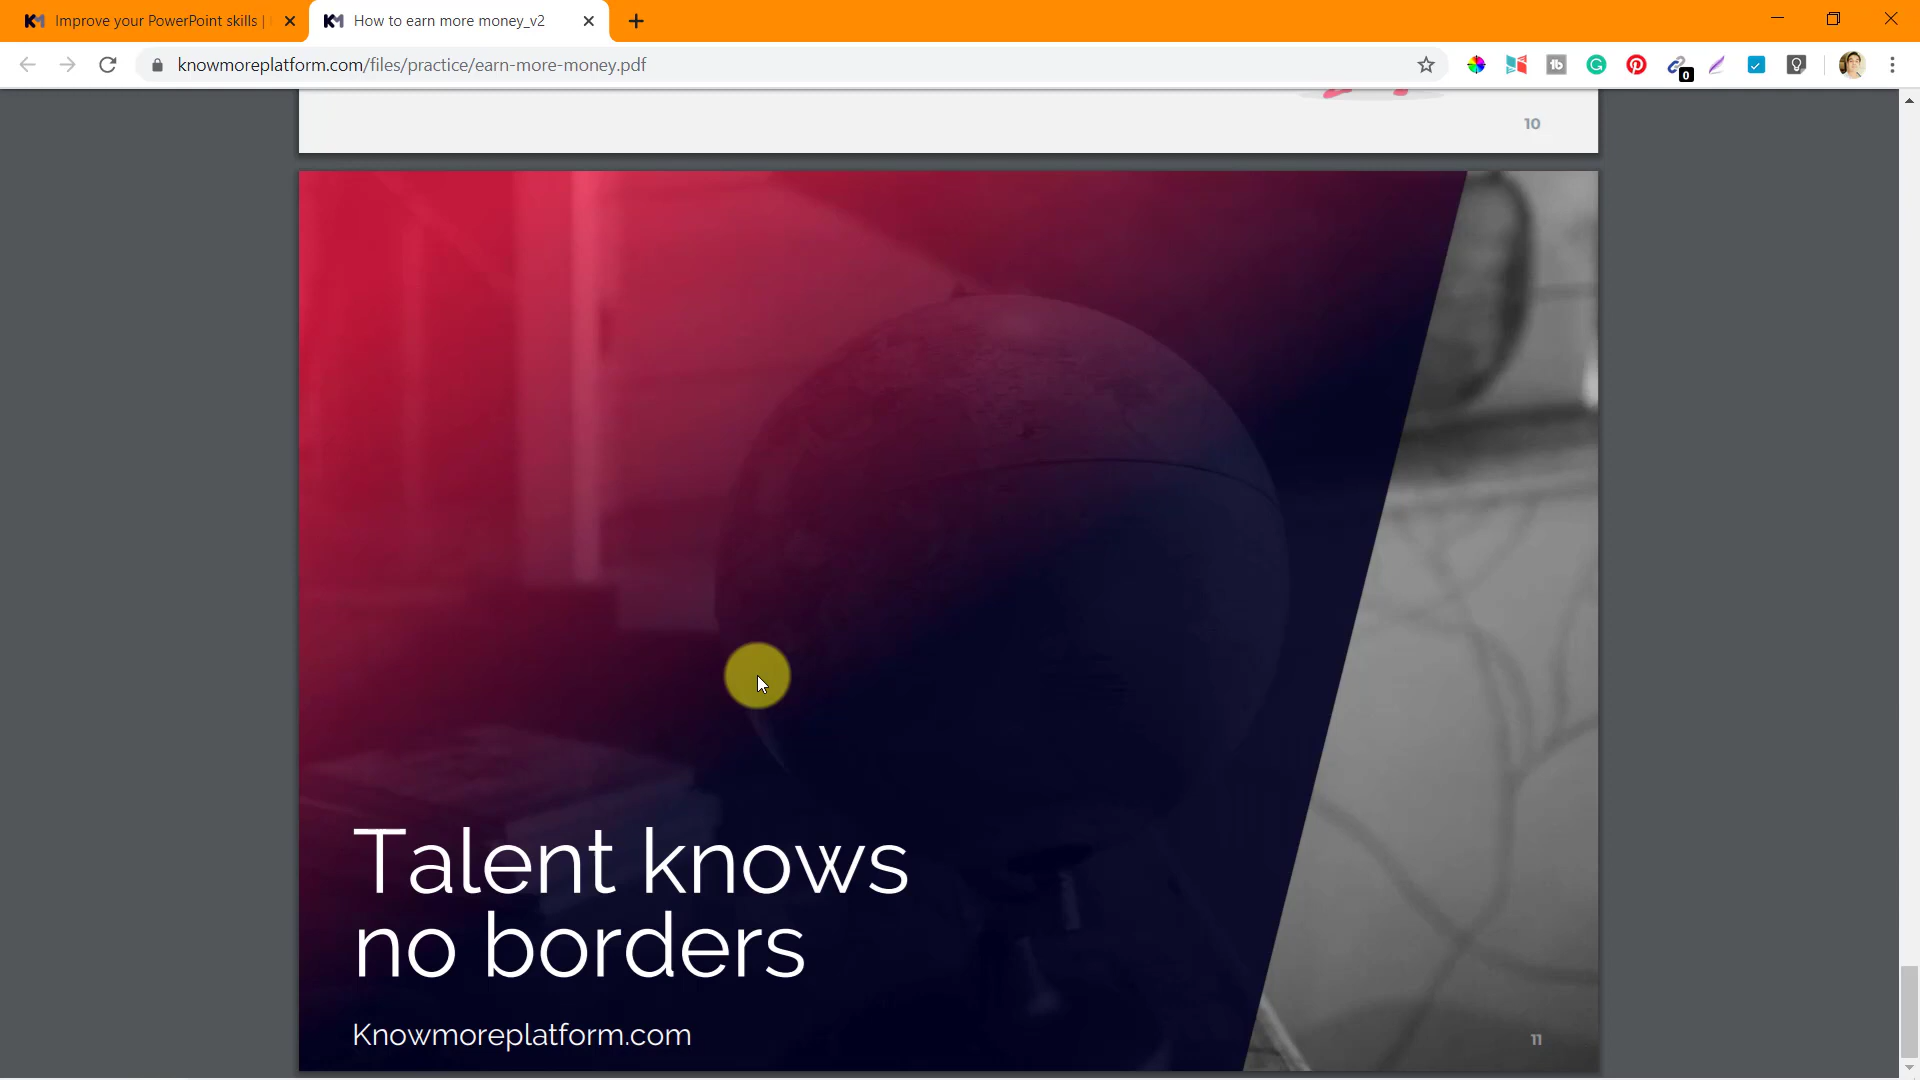 Improve your PowerPoint skills |
How to earn more money_v2
knowmoreplatform.com/files/practice/earn-more-money.pdf
0
10
Talent knows
no borders
Knowmoreplatform.com
11